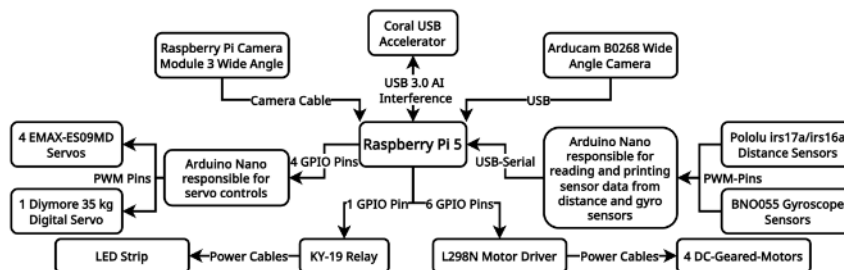 Raspberry Pi Camera
Module 3 Wide Angle
Coral USB
Accelerator
Arducam B0268 Wide
Angle Camera
USB 3.0 AI
Interference
Camera Cable
USB
4 EMAX-ES09MD
Servos
PWM Pins
1 Diymore 35 kg
Digital Servo
Arduino Nano
responsible for
servo controls
4 GPIO Pins
Raspberry Pi 5
USB-Serial
Arduino Nano
responsible for
reading and printing
sensor data from
distance and gyro
sensors
PWM-Pins
Pololu irs17a/irs16a
Distance Sensors
BNO055 Gyroscope
Sensors
1 GPIO Pin
6 GPIO Pins
LED Strip
Power Cables
KY-19 Relay
L298N Motor Driver
Power Cables
4 DC-Geared-Motors